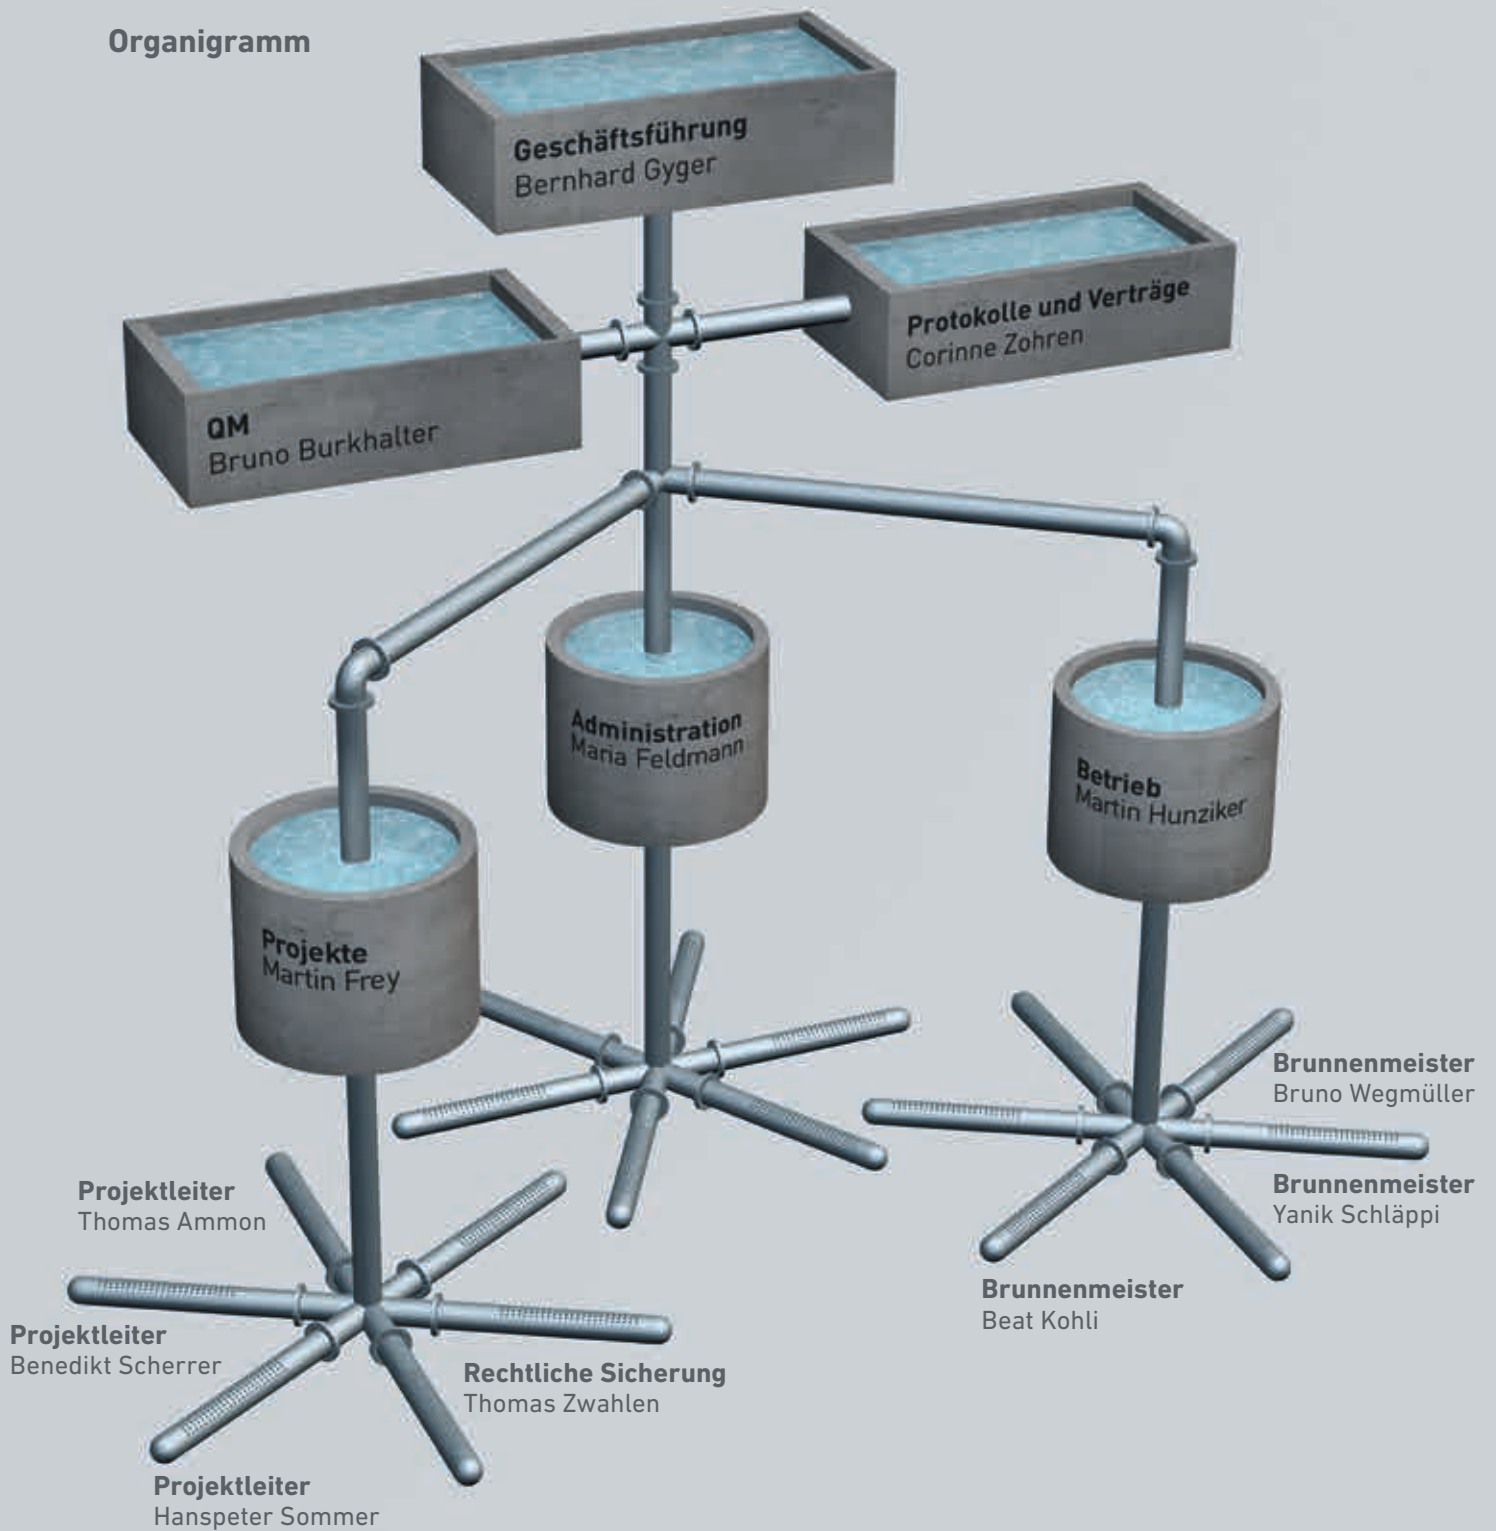 Organigramm
Geschäftsführung
Bernhard Gyger
Protokolle und Verträge
Corinne Zohren
QM
Bruno Burkhalter
Administration
Maria Feldmann
Betrieb
Martin Hunziker
Projekte
Martin Frey
Brunnenmeister
Bruno Wegmüller
Brunnenmeister
Yanik Schläppi
Brunnenmeister
Beat Kohli
Projektleiter
Thomas Ammon
Projektleiter
Benedikt Scherrer
Rechtliche Sicherung
Thomas Zwahlen
Projektleiter
Hanspeter Sommer